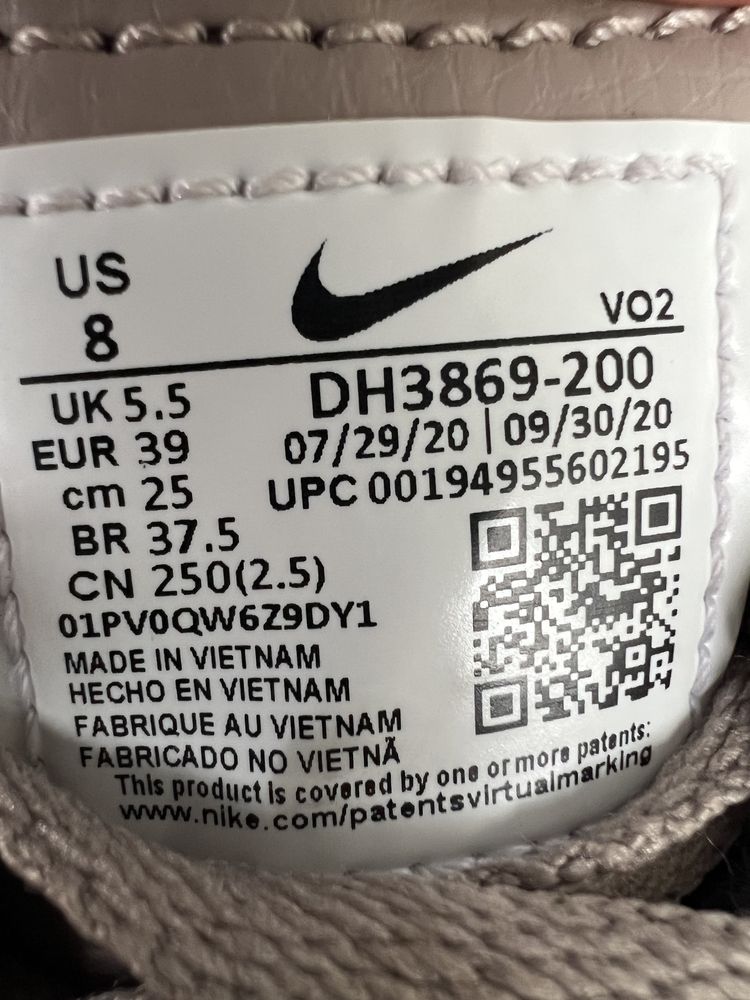 US
8
VO2
UK 5.5
DH3869-200
EUR 39
07/29/20 | 09/30/20
cm 25
UPC 00194955602195
BR 37.5
CN 250(2.5)
01PV0QW6Z9DY1
MADE IN VIETNAM
HECHO EN VIETNAM
FABRIQUE AU VIETNAM
FABRICADO NO VIETNÃ
This product is covered by one or more patents:
www.nike.com/patentsvirtualmarking